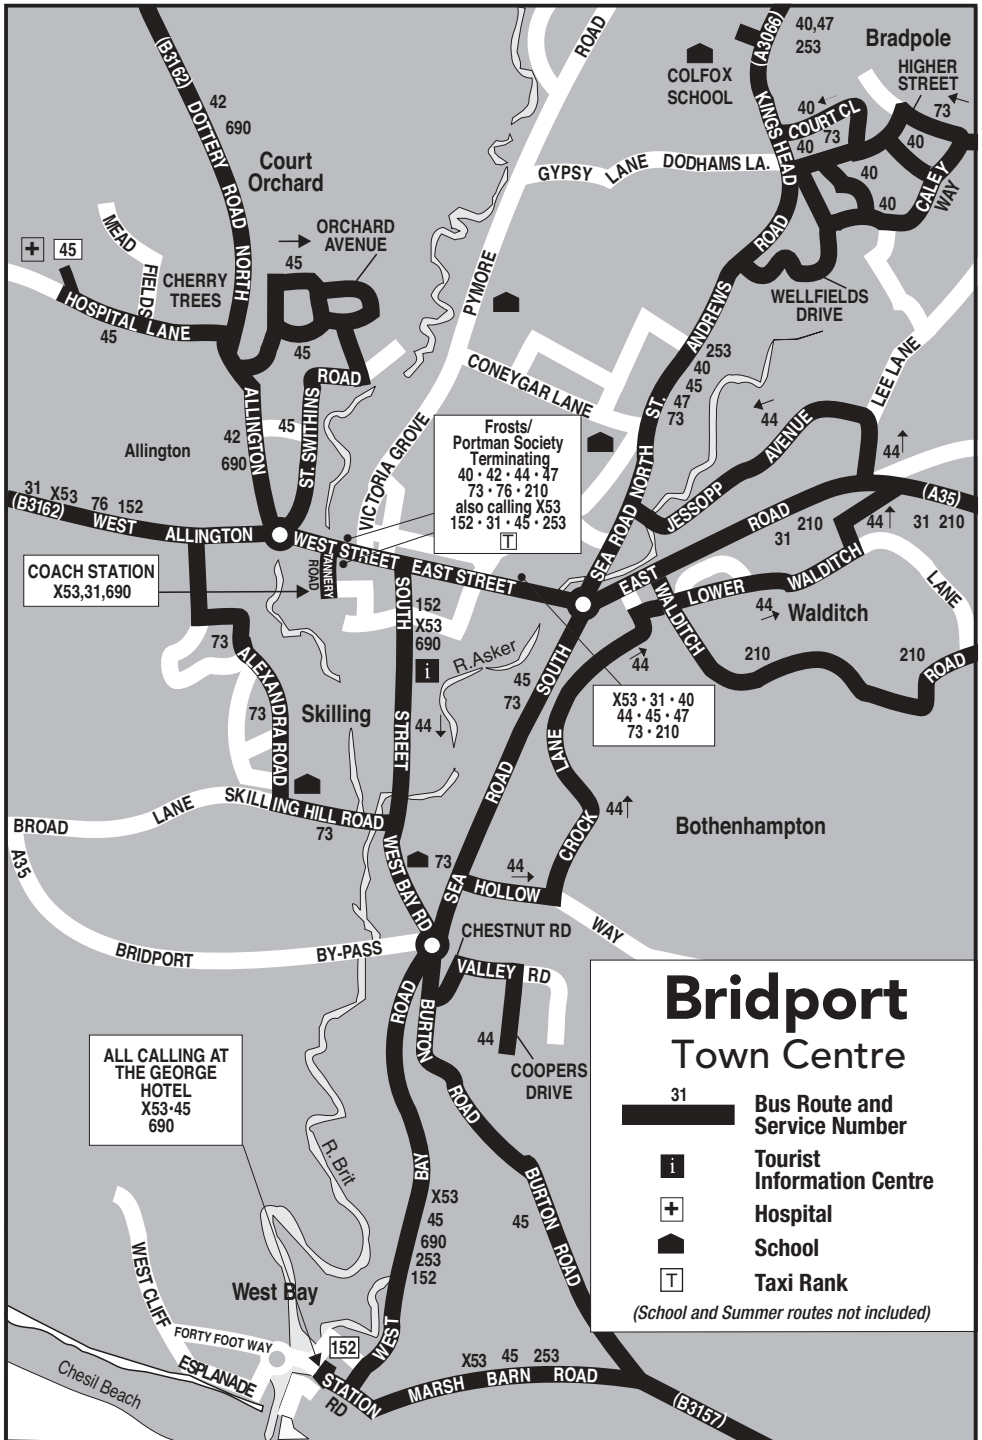 ROAD
40,47
253
(A3066)
Bradpole
HIGHER
STREET
COLFOX
SCHOOL
KINGS HEAD
40
COURT CL
73
40
73
40
40
40
CALEY
WAY
(B3162)
DOTTERY
ROAD
NORTH
42
690
Court
Orchard
GYPSY LANE
DODHAMS LA.
MEAD
FIELDS
45
ORCHARD
AVENUE
45
CHERRY
TREES
HOSPITAL LANE
45
45
ROAD
PYMORE
ROAD
WELLFIELDS
DRIVE
ANDREWS
ST.
253
40
45
47
73
CONEYGAR LANE
LEE LANE
ALLINGTON
45
ST. SWITHINS
42
690
Allington
VICTORIA GROVE
Frosts/
Portman Society
Terminating
40 • 42 • 44 • 47
73 • 76 • 210
also calling X53
152 • 31 • 45 • 253
T
NORTH
44
AVENUE
JESSOPP
44
31 X53 76 152
(B3162)
WEST ALLINGTON
WEST STREET
EAST STREET
TANNERY
ROAD
SEA ROAD
EAST
ROAD
210
31
44
31 210
(A35)
COACH STATION
X53,31,690
SOUTH
STREET
152
X53
690
i
44
R. Asker
LOWER WALDITCH
44
Walditch
LANE
WALDITCH
210
210
ROAD
73
ALEXANDRA ROAD
73
Skilling
45
73
SOUTH
44
X53 • 31 • 40
44 • 45 • 47
73 • 210
ROAD
LANE
CROCK
44
Bothenhampton
BROAD
LANE
SKILLING HILL ROAD
73
A35
WEST BAY RD
73
SEA
44
HOLLOW
WAY
BRIDPORT
BY-PASS
CHESTNUT RD
VALLEY RD
44
COOPERS
DRIVE
ROAD
BURTON
ROAD
ALL CALLING AT
THE GEORGE
HOTEL
X53•45
690
R. Brit
BAY
X53
45
690
253
152
45
BURTON
ROAD
WEST CLIFF
West Bay
FORTY FOOT WAY
ESPLANADE
152
WEST
STATION
RD
X53 45 253
MARSH BARN ROAD
(B3157)
Chesil Beach
Bridport
Town Centre
31
Bus Route and
Service Number
i
Tourist
Information Centre
Hospital
School
T
Taxi Rank
(School and Summer routes not included)